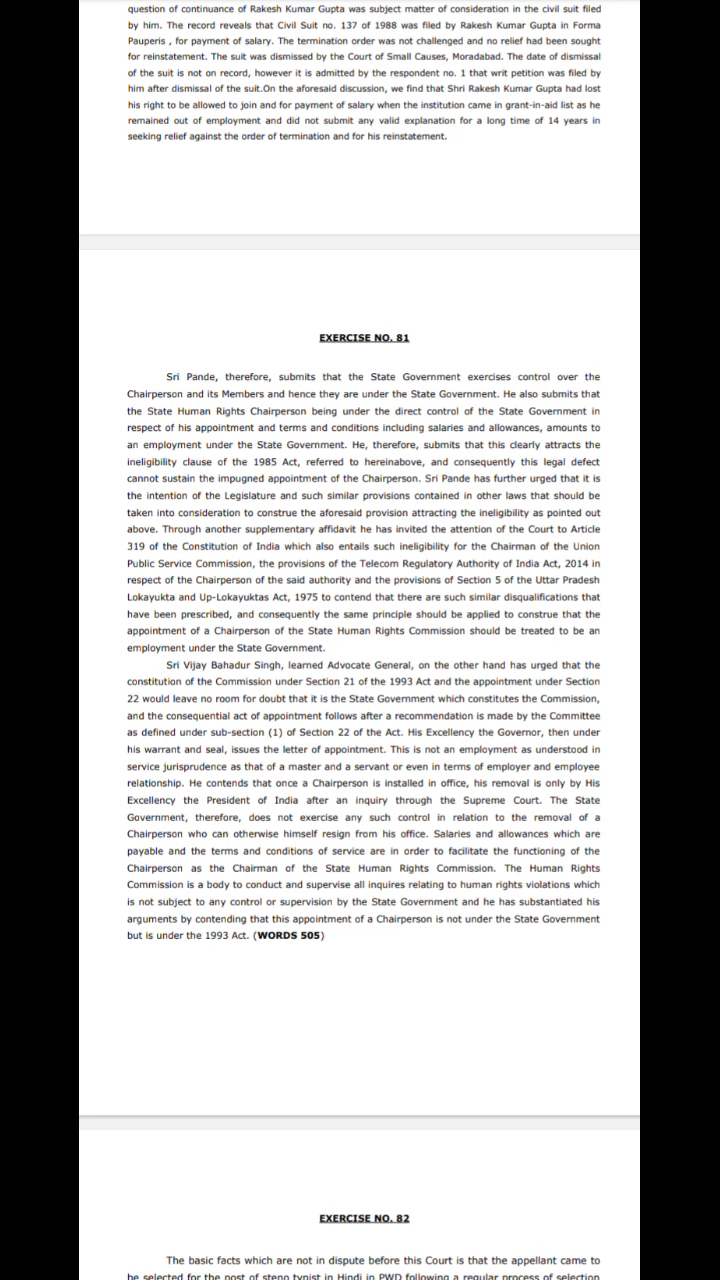 question of continuance of Rakesh Kumar Gupta was subject matter of consideration in the civil suit filed
by him. The record reveals that Civil Suit no. 137 of 1988 was filed by Rakesh Kumar Gupta in Forma
Pauperis , for payment of salary. The termination order was not challenged and no relief had been sought
for reinstatement. The suit was dismissed by the Court of Small Causes, Moradabad. The date of dismissal
of the suit is not on record, however it is admitted by the respondent no. 1 that writ petition was filed by
him after dismissal of the suit.On the aforesaid discussion, we find that Shri Rakesh Kumar Gupta had lost
his right to be allowed to join and for payment of salary when the institution came in grant-in-aid list as he
remained out of employment and did not submit any valid explanation for a long time of 14 years in
seeking relief against the order of termination and for his reinstatement.
EXERCISE NO. 81
Sri Pande, therefore, submits that the State Government exercises control over the
Chairperson and its Members and hence they are under the State Government. He also submits that
the State Human Rights Chairperson being under the direct control of the State Government in
respect of his appointment and terms and conditions including salaries and allowances, amounts to
an employment under the State Government. He, therefore, submits that this clearly attracts the
ineligibility clause of the 1985 Act, referred to hereinabove, and consequently this legal defect
cannot sustain the impugned appointment of the Chairperson. Sri Pande has further urged that it is
the intention of the Legislature and such similar provisions contained in other laws that should be
taken into consideration to construe the aforesaid provision attracting the ineligibility as pointed out
above. Through another supplementary affidavit he has invited the attention of the Court to Article
319 of the Constitution of India which also entails such ineligibility for the Chairman of the Union
Public Service Commission, the provisions of the Telecom Regulatory Authority of India Act, 2014 in
respect of the Chairperson of the said authority and the provisions of Section 5 of the Uttar Pradesh
Lokayukta and Up-Lokayuktas Act, 1975 to contend that there are such similar disqualifications that
have been prescribed, and consequently the same principle should be applied to construe that the
appointment of a Chairperson of the State Human Rights Commission should be treated to be an
employment under the State Government.
Sri Vijay Bahadur Singh, learned Advocate General, on the other hand has urged that the
constitution of the Commission under Section 21 of the 1993 Act and the appointment under Section
22 would leave no room for doubt that it is the State Government which constitutes the Commission,
and the consequential act of appointment follows after a recommendation is made by the Committee
as defined under sub-section (1) of Section 22 of the Act. His Excellency the Governor, then under
his warrant and seal, issues the letter of appointment. This is not an employment as understood in
service jurisprudence as that of a master and a servant or even in terms of employer and employee
relationship. He contends that once a Chairperson is installed in office, his removal is only by His
Excellency the President of India after an inquiry through the Supreme Court. The State
Government, therefore, does not exercise any such control in relation to the removal of a
Chairperson who can otherwise himself resign from his office. Salaries and allowances which are
payable and the terms and conditions of service are in order to facilitate the functioning of the
Chairperson as the Chairman of the State Human Rights Commission. The Human Rights
Commission is a body to conduct and supervise all inquires relating to human rights violations which
is not subject to any control or supervision by the State Government and he has substantiated his
arguments by contending that this appointment of a Chairperson is not under the State Government
but is under the 1993 Act. (WORDS 505)
EXERCISE NO. 82
The basic facts which are not in dispute before this Court is that the appellant came to
be selected for the post of steno typist in Hindi in PWD following a regular process of selection